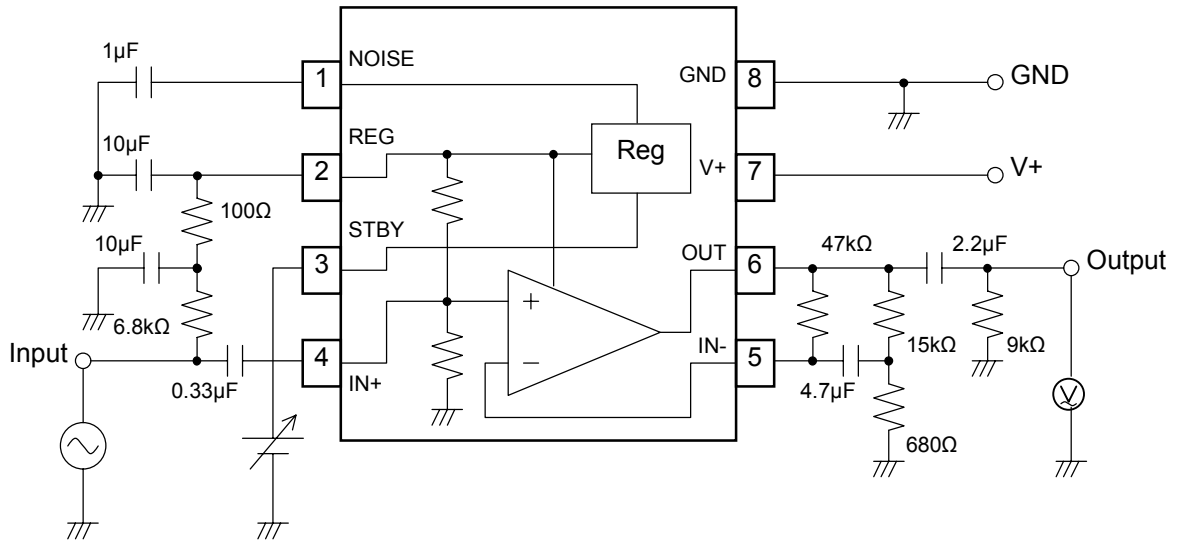 1µF
1
NOISE
GND
8
GND
10µF
2
REG
Reg
V+
7
V+
100Ω
10µF
3
STBY
OUT
6
47kΩ
2.2µF
Output
6.8kΩ
+
−
15kΩ
9kΩ
Input
0.33µF
4
IN+
IN-
5
4.7µF
V
680Ω